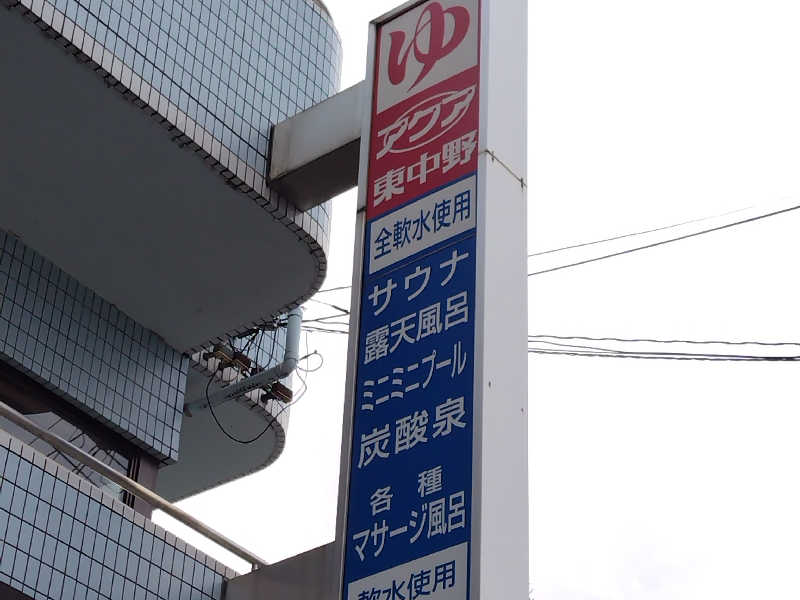 ゆ
アクア
東中野
全軟水使用
サウナ
露天風呂
ミニミニプール
炭酸泉
各種
マサージ風呂
軟水使用